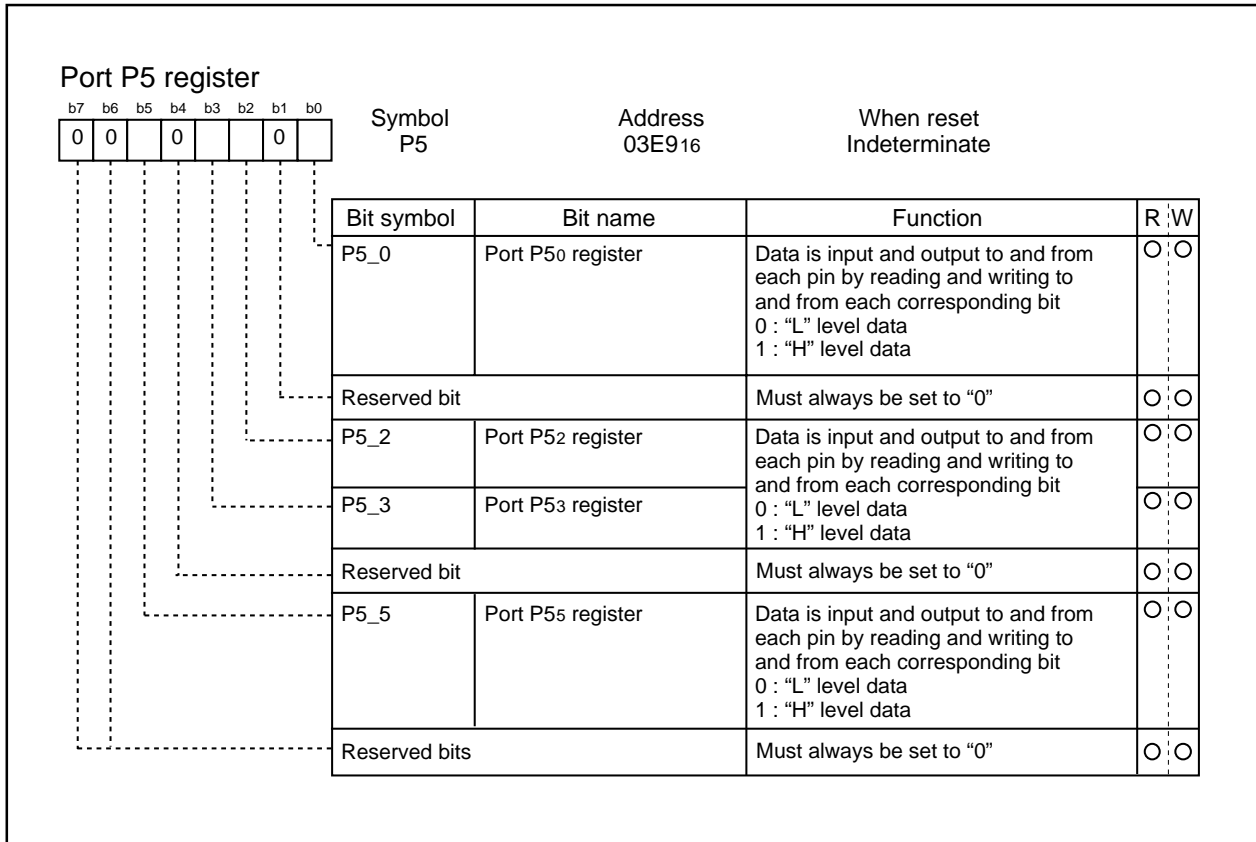 Port P5 register
b7 b6 b5 b4 b3 b2 b1 b0
0 0 0 0
Symbol Address When reset
P5 03E916 Indeterminate
Bit symbol Bit name Function R W
P5_0 Port P50 register Data is input and output to and from
each pin by reading and writing to
and from each corresponding bit
0 : “L” level data
1 : “H” level data
Reserved bit Must always be set to “0”
P5_2 Port P52 register Data is input and output to and from
each pin by reading and writing to
and from each corresponding bit
P5_3 Port P53 register 0 : “L” level data
1 : “H” level data
Reserved bit Must always be set to “0”
P5_5 Port P55 register Data is input and output to and from
each pin by reading and writing to
and from each corresponding bit
0 : “L” level data
1 : “H” level data
Reserved bits Must always be set to “0”